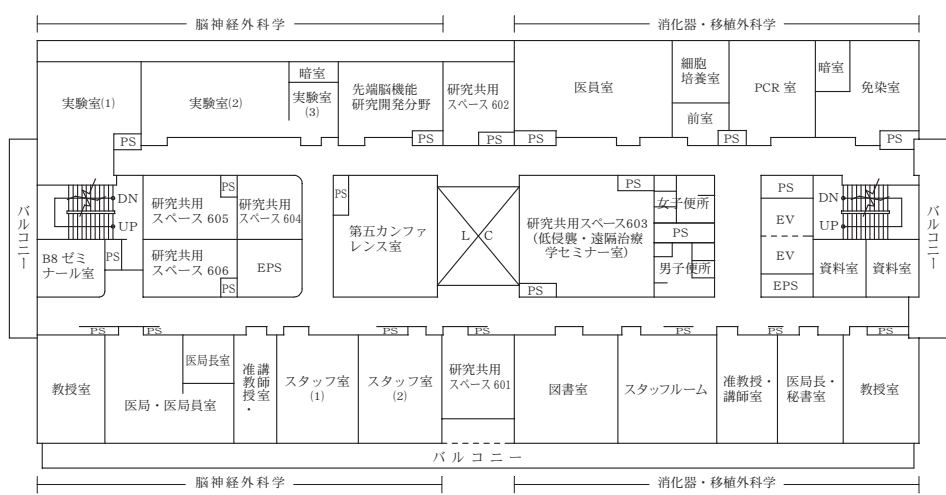 脳神経外科学
消化器・移植外科学
実験室(1)
実験室(2)
暗室
実験室
(3)
先端脳機能
研究開発分野
研究共用
スペース 602
医員室
細胞
培養室
前室
PCR 室
暗室
免染室
PS
PS
PS
PS
PS
PS
バルコニー
バルコニー
DN
UP
PS
研究共用
スペース 605
PS
研究共用
スペース 604
PS
第五カンファ
レンス室
L C
研究共用スペース603
(低侵襲・遠隔治療
学セミナー室)
PS
女子便所
PS
男子便所
PS
PS
EV
EV
EPS
DN
UP
資料室
資料室
B8 ゼミ
ナール室
PS
研究共用
スペース 606
PS
EPS
PS
PS
PS
PS
PS
PS
PS
教授室
医局・医局員室
医局長室
准教授・
講師室
スタッフ室
(1)
スタッフ室
(2)
研究共用
スペース 601
図書室
スタッフルーム
准教授・
講師室
医局長・
秘書室
教授室
バルコニー
脳神経外科学
消化器・移植外科学